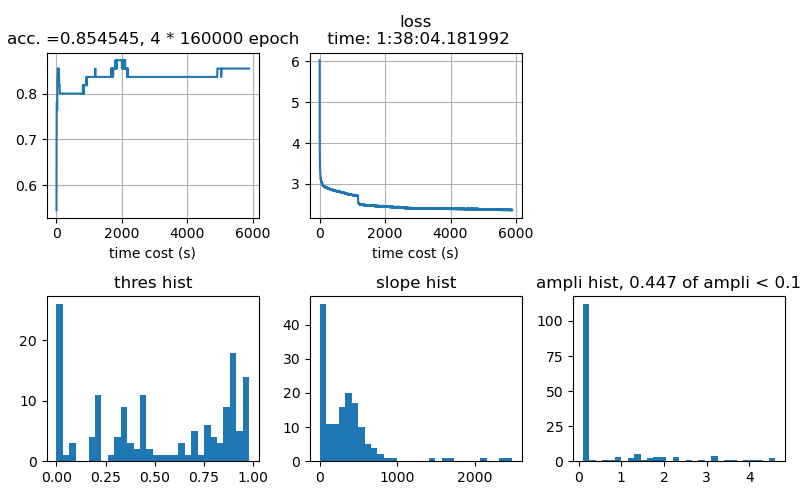 acc. =0.854545, 4 * 160000 epoch
0.8
0.7
0.6
0 2000 4000 6000
time cost (s)
loss
time: 1:38:04.181992
6
5
4
3
0 2000 4000 6000
time cost (s)
thres hist
20
10
0
0.00 0.25 0.50 0.75 1.00
slope hist
40
30
20
10
0
0 1000 2000
ampli hist, 0.447 of ampli < 0.1
100
75
50
25
0
0 1 2 3 4